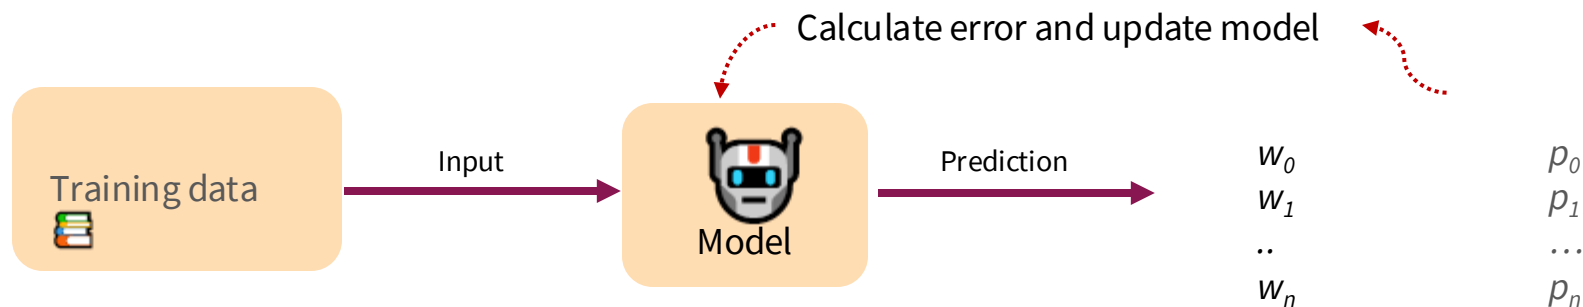 Calculate error and update model
Training data
Input
Model
Prediction
w0 p0
w1 p1
.. ...
wn pn